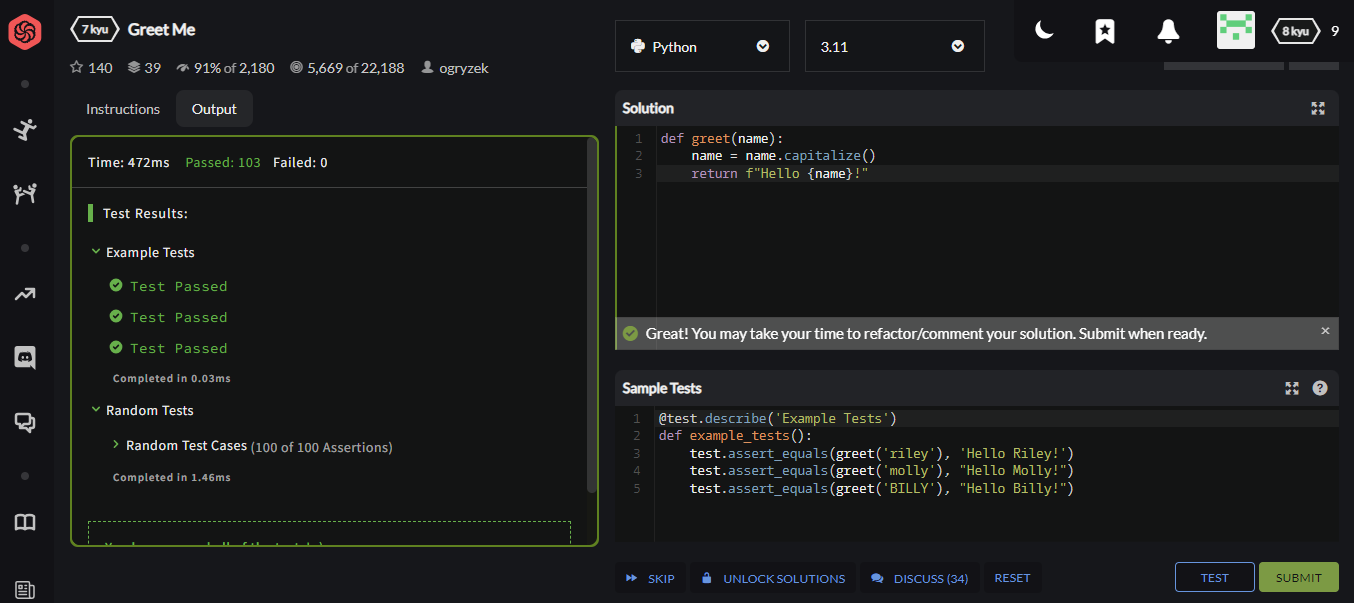 7 kyu Greet Me
140 39 91% of 2,180 5,669 of 22,188 ogryzek
Python
3.11
8 kyu 9
Instructions Output
Time: 472ms Passed: 103 Failed: 0
Test Results:
Example Tests
Test Passed
Test Passed
Test Passed
Completed in 0.03ms
Random Tests
Random Test Cases (100 of 100 Assertions)
Completed in 1.46ms
Solution
1 def greet(name):
2 name = name.capitalize()
3 return f"Hello {name}!"
Great! You may take your time to refactor/comment your solution. Submit when ready.
Sample Tests
1 @test.describe('Example Tests')
2 def example_tests():
3 test.assert_equals(greet('riley'), 'Hello Riley!')
4 test.assert_equals(greet('molly'), "Hello Molly!")
5 test.assert_equals(greet('BILLY'), "Hello Billy!")
SKIP UNLOCK SOLUTIONS DISCUSS (34) RESET TEST SUBMIT